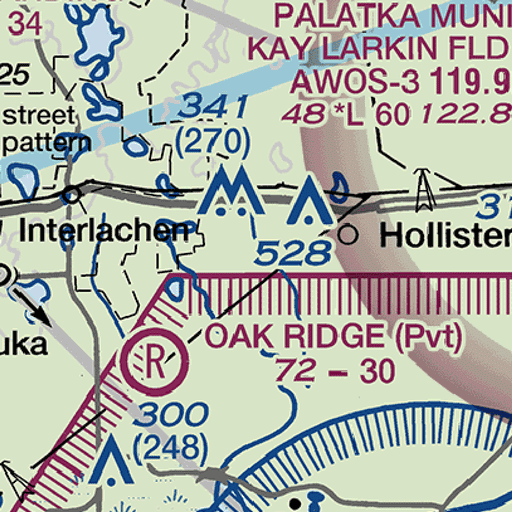 34
PALATKA MUNI
KAY LARKIN FLD
AWOS-3 119.9
48 *L 60 122.8
25
street
pattern
341
(270)
31
Interlachen
528
Hollister
uka
OAK RIDGE (Pvt)
72 - 30
R
300
(248)